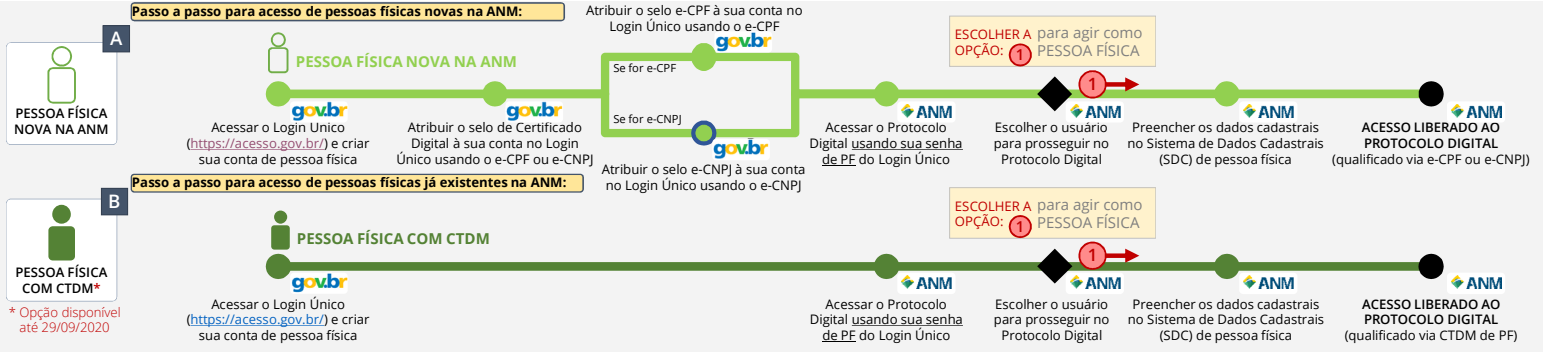 Passo a passo para acesso de pessoas físicas novas na ANM:
A
PESSOA FÍSICA
NOVA NA ANM
PESSOA FÍSICA NOVA NA ANM
gov.br
Acessar o Login Unico
(https://acesso.gov.br/) e criar
sua conta de pessoa física
gov.br
Atribuir o selo de Certificado
Digital à sua conta no Login
Único usando o e-CPF ou e-CNPJ
Atribuir o selo e-CPF à sua conta no
Login Único usando o e-CPF
gov.br
Se for e-CPF
Se for e-CNPJ
gov.br
Atribuir o selo e-CNPJ à sua conta
no Login Único usando o e-CNPJ
ANM
Acessar o Protocolo
Digital usando sua senha
de PF do Login Único
ESCOLHER A
OPÇÃO: 1
para agir como
PESSOA FÍSICA
1
ANM
Escolher o usuário
para prosseguir no
Protocolo Digital
ANM
Preencher os dados cadastrais
no Sistema de Dados Cadastrais
(SDC) de pessoa física
ANM
ACESSO LIBERADO AO
PROTOCOLO DIGITAL
(qualificado via e-CPF ou e-CNPJ)
Passo a passo para acesso de pessoas físicas já existentes na ANM:
B
PESSOA FÍSICA
COM CTDM*
* Opção disponível
até 29/09/2020
PESSOA FÍSICA COM CTDM
gov.br
Acessar o Login Único
(https://acesso.gov.br/) e criar
sua conta de pessoa física
ANM
Acessar o Protocolo
Digital usando sua senha
de PF do Login Único
ESCOLHER A
OPÇÃO: 1
para agir como
PESSOA FÍSICA
1
ANM
Escolher o usuário
para prosseguir no
Protocolo Digital
ANM
Preencher os dados cadastrais
no Sistema de Dados Cadastrais
(SDC) de pessoa física
ANM
ACESSO LIBERADO AO
PROTOCOLO DIGITAL
(qualificado via CTDM de PF)